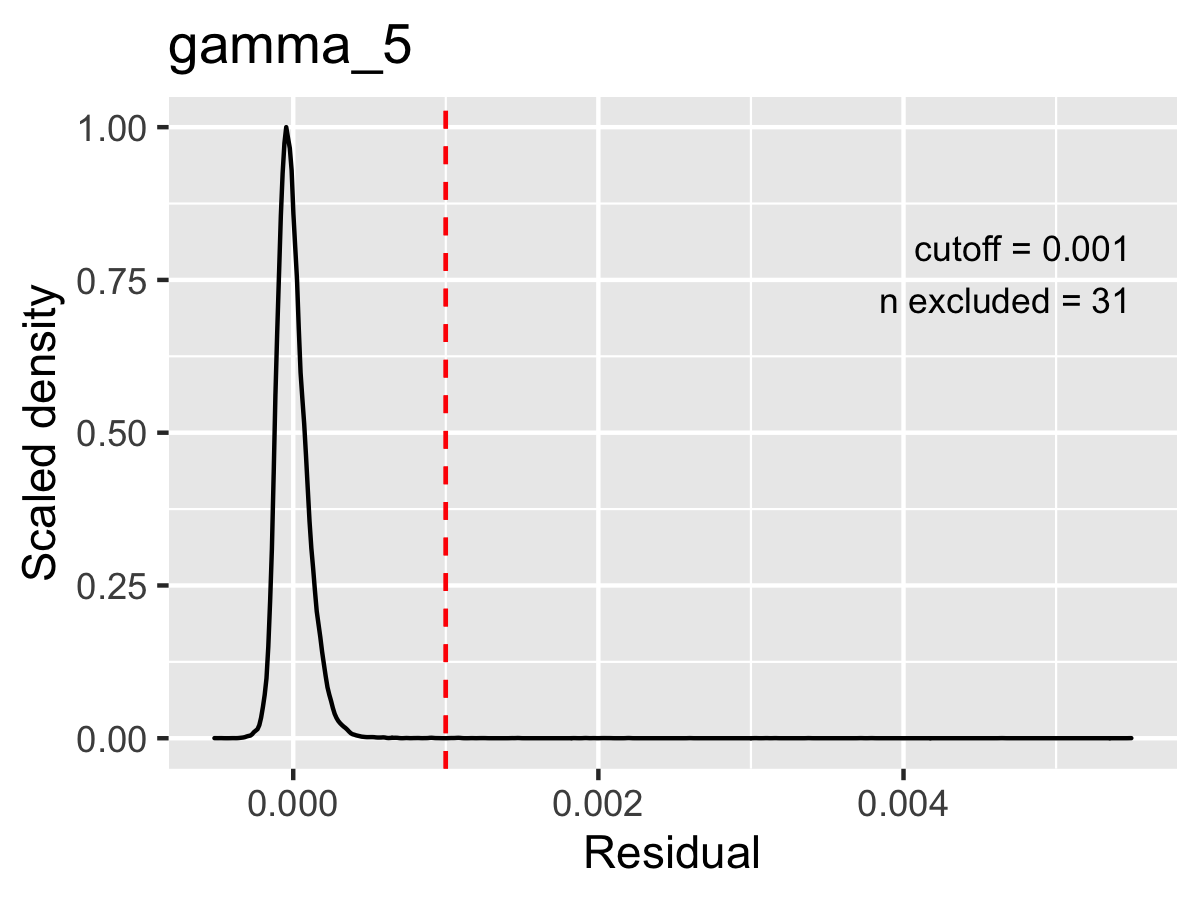 gamma_5
1.00
0.75
0.50
0.25
0.00
Scaled density
cutoff = 0.001
n excluded = 31
0.000
0.002
0.004
Residual